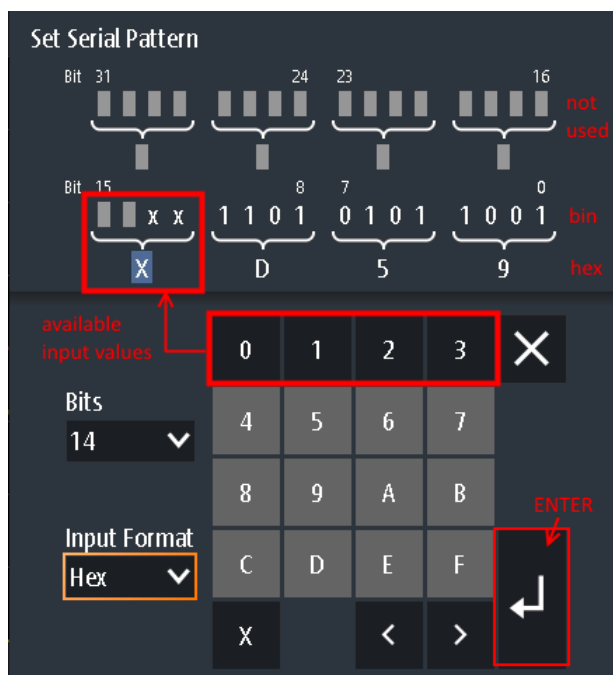 Set Serial Pattern
Bit 31 24 23 16
not used
Bit 15 8 7 0
x x 1 1 0 1 0 1 0 1 1 0 0 1 bin
X D 5 9 hex
available input values
0 1 2 3 X
Bits
14
4 5 6 7
8 9 A B
ENTER
Input Format
Hex
C D E F
X < >